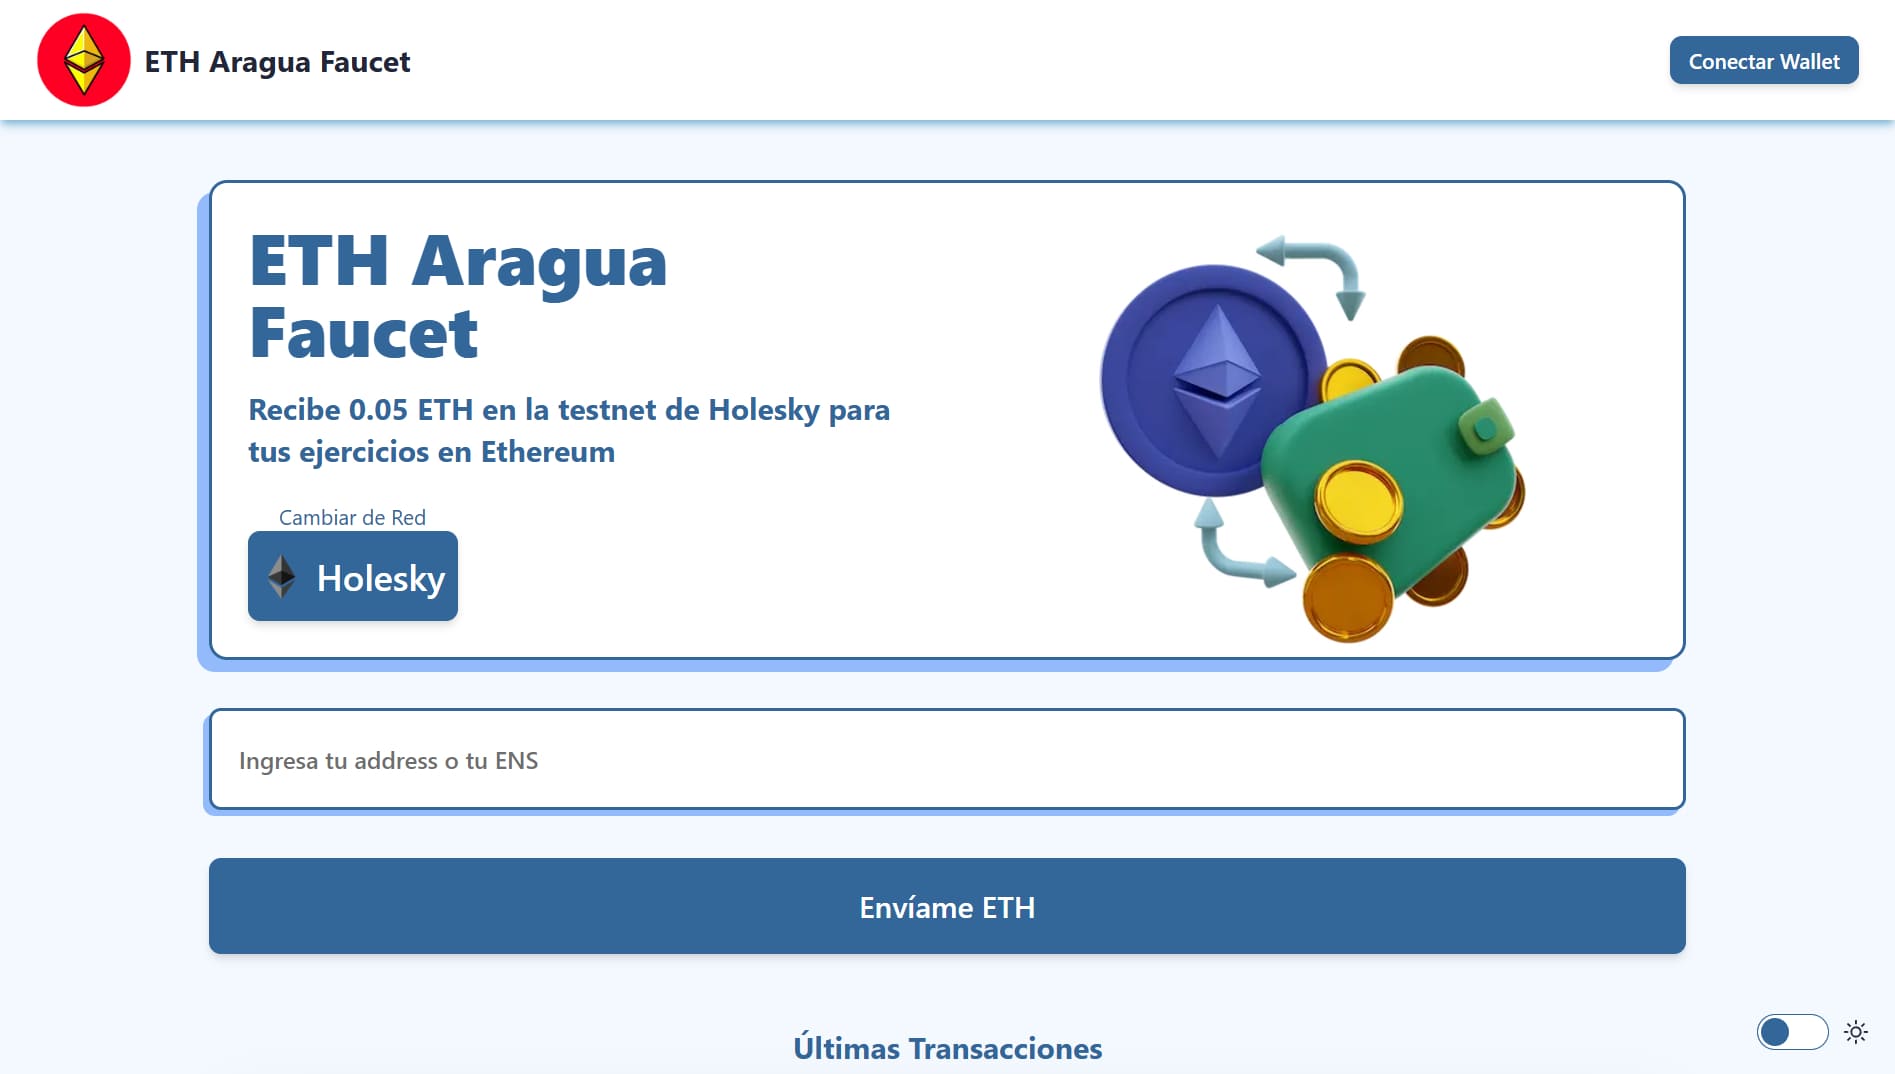 ETH Aragua Faucet
Conectar Wallet
ETH Aragua
Faucet
Recibe 0.05 ETH en la testnet de Holesky para
tus ejercicios en Ethereum
Cambiar de Red
Holesky
Ingresa tu address o tu ENS
Envíame ETH
Últimas Transacciones